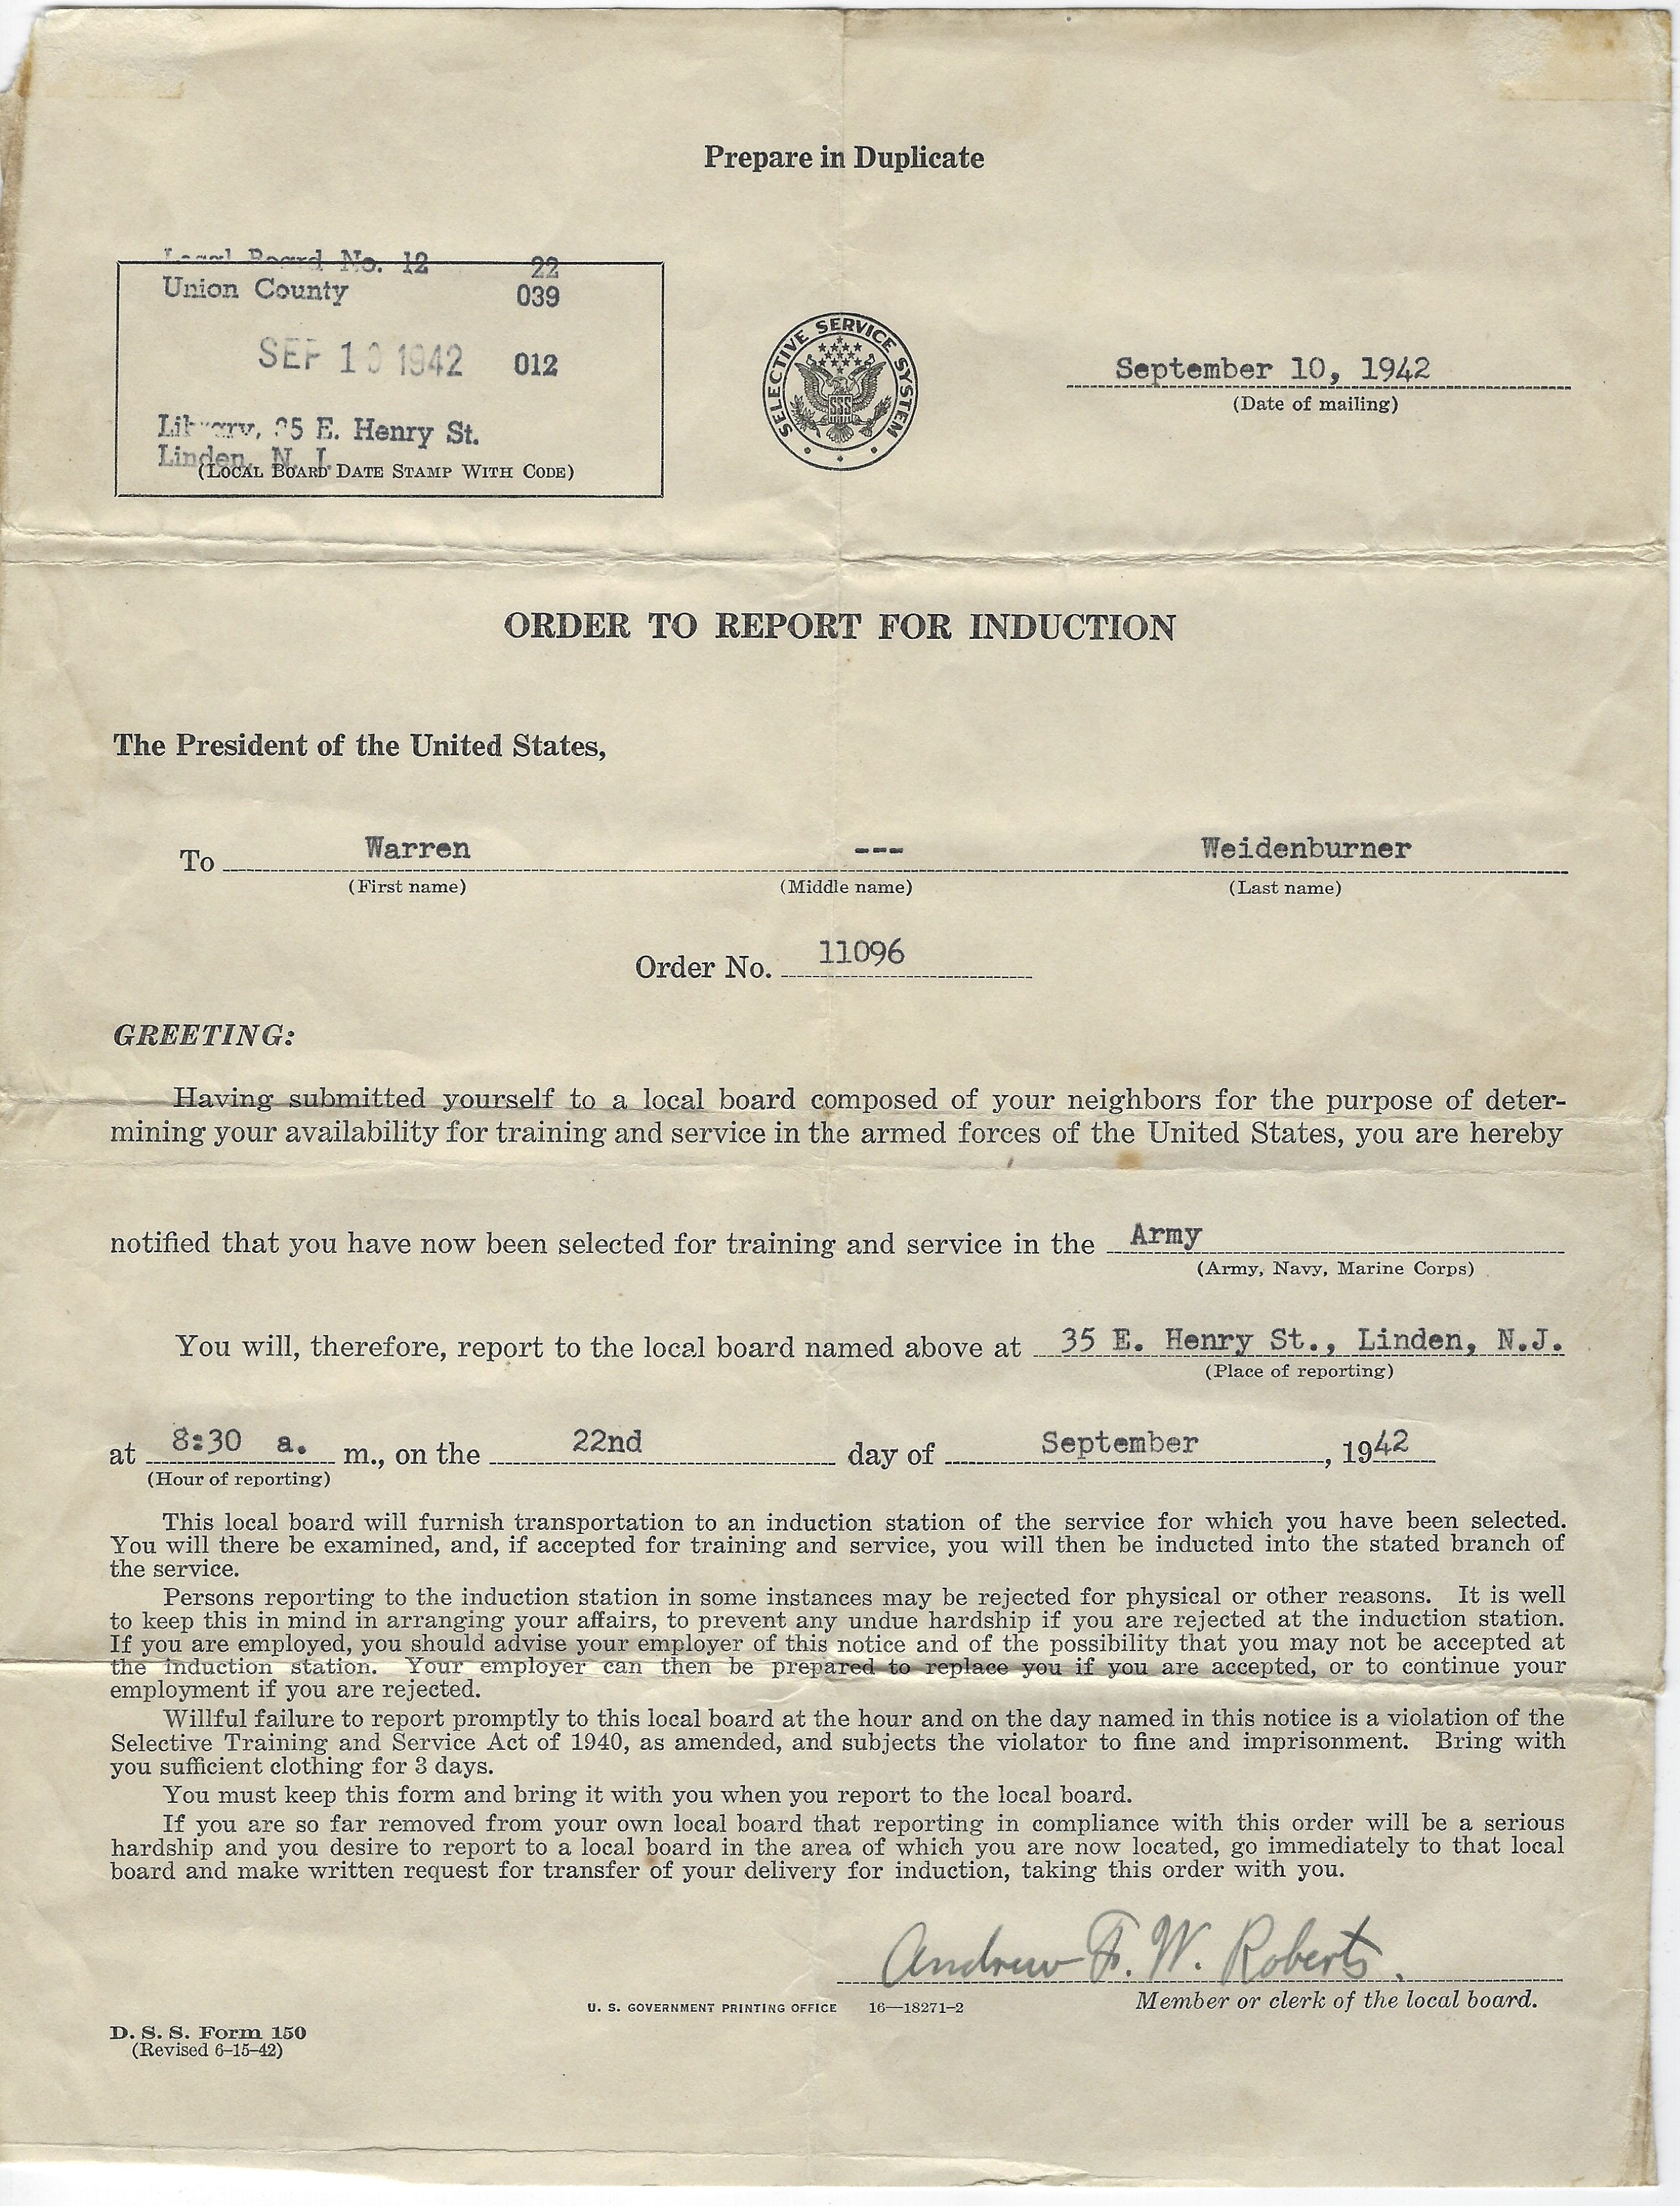 Prepare in Duplicate
Local Board No. 12 22
Union County 039
SEP 10 1942 012
Library, 35 E. Henry St.
Linden, N. J.
(LOCAL BOARD DATE STAMP WITH CODE)
SELECTIVE SERVICE SYSTEM
SSS
September 10, 1942
(Date of mailing)
ORDER TO REPORT FOR INDUCTION
The President of the United States,
To Warren --- Weidenburner
(First name) (Middle name) (Last name)
Order No. 11096
GREETING:
Having submitted yourself to a local board composed of your neighbors for the purpose of deter-
mining your availability for training and service in the armed forces of the United States, you are hereby
notified that you have now been selected for training and service in the Army
(Army, Navy, Marine Corps)
You will, therefore, report to the local board named above at 35 E. Henry St., Linden, N.J.
(Place of reporting)
at 8:30 a. m., on the 22nd day of September, 1942
(Hour of reporting)
This local board will furnish transportation to an induction station of the service for which you have been selected.
You will there be examined, and, if accepted for training and service, you will then be inducted into the stated branch of
the service.
Persons reporting to the induction station in some instances may be rejected for physical or other reasons. It is well
to keep this in mind in arranging your affairs, to prevent any undue hardship if you are rejected at the induction station.
If you are employed, you should advise your employer of this notice and of the possibility that you may not be accepted at
the induction station. Your employer can then be prepared to replace you if you are accepted, or to continue your
employment if you are rejected.
Willful failure to report promptly to this local board at the hour and on the day named in this notice is a violation of the
Selective Training and Service Act of 1940, as amended, and subjects the violator to fine and imprisonment. Bring with
you sufficient clothing for 3 days.
You must keep this form and bring it with you when you report to the local board.
If you are so far removed from your own local board that reporting in compliance with this order will be a serious
hardship and you desire to report to a local board in the area of which you are now located, go immediately to that local
board and make written request for transfer of your delivery for induction, taking this order with you.
Andrew F. W. Roberts.
Member or clerk of the local board.
U. S. GOVERNMENT PRINTING OFFICE 16—18271-2
D. S. S. Form 150
(Revised 6-15-42)